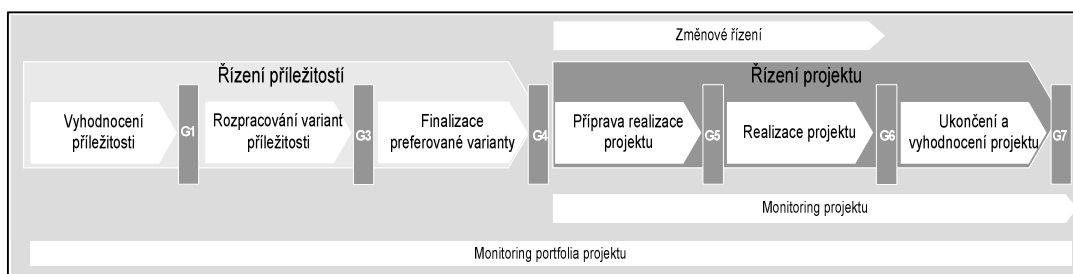 Změnové řízení
Řízení příležitostí
Řízení projektu
Vyhodnocení
příležitosti
G1
Rozpracování variant
příležitosti
G3
Finalizace
preferované varianty
G4
Příprava realizace
projektu
G5
Realizace projektu
G6
Ukončení a
vyhodnocení projektu
G7
Monitoring projektu
Monitoring portfolia projektu